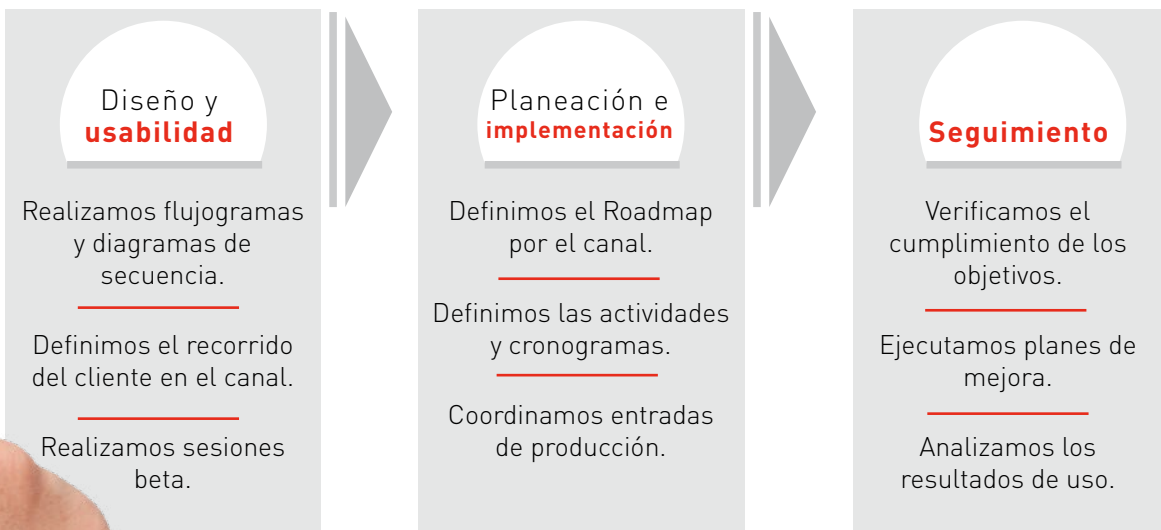 Diseño y
usabilidad
Realizamos flujogramas
y diagramas de
secuencia.
Definimos el recorrido
del cliente en el canal.
Realizamos sesiones
beta.
Planeación e
implementación
Definimos el Roadmap
por el canal.
Definimos las actividades
y cronogramas.
Coordinamos entradas
de producción.
Seguimiento
Verificamos el
cumplimiento de los
objetivos.
Ejecutamos planes de
mejora.
Analizamos los
resultados de uso.